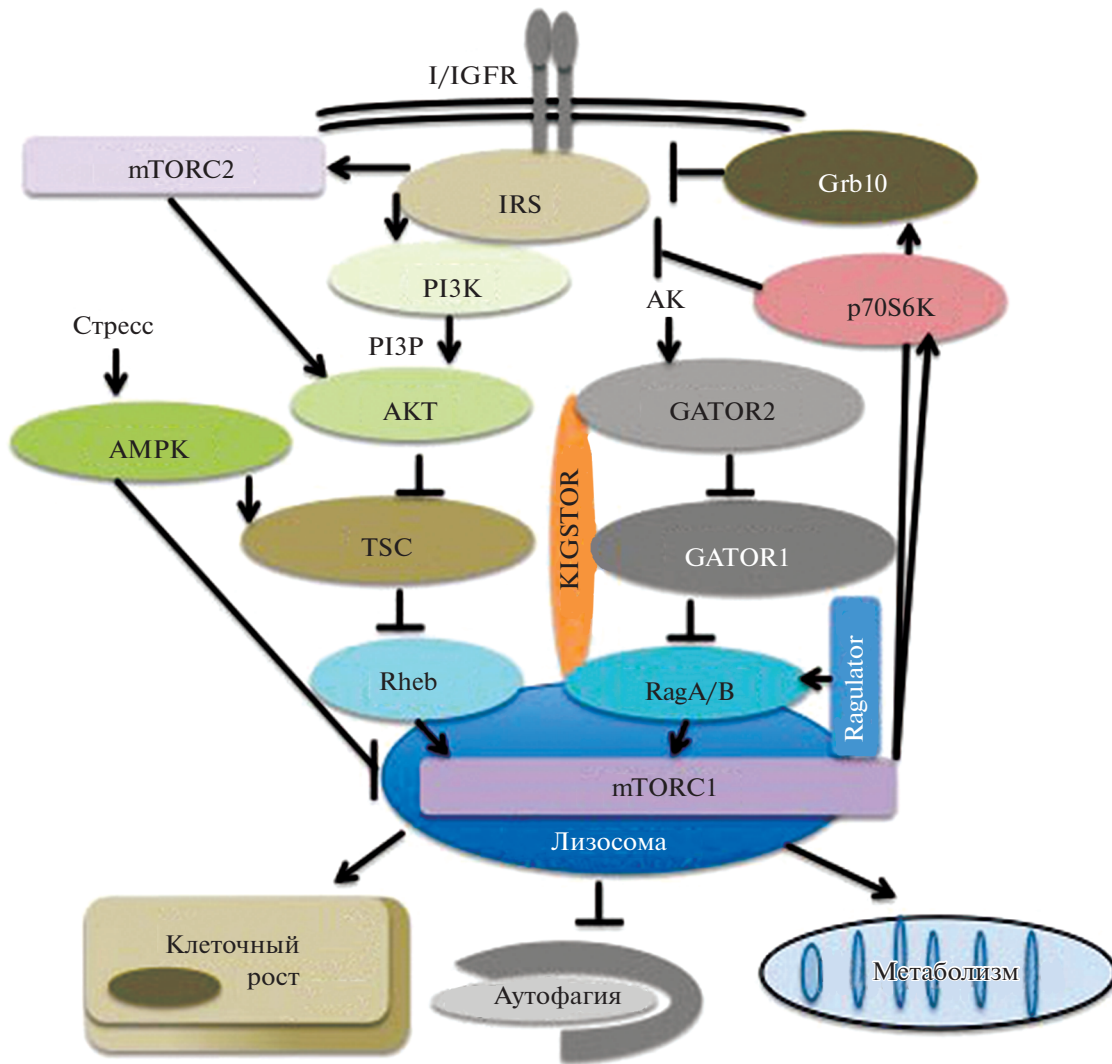 I/IGFR
mTORC2
IRS
Grb10
PI3K
AK
p70S6K
Стресс
PI3P
AKT
GATOR2
AMPK
KIGSTOR
TSC
GATOR1
Rheb
RagA/B
Ragulator
mTORC1
Лизосома
Клеточный
рост
Аутофагия
Метаболизм